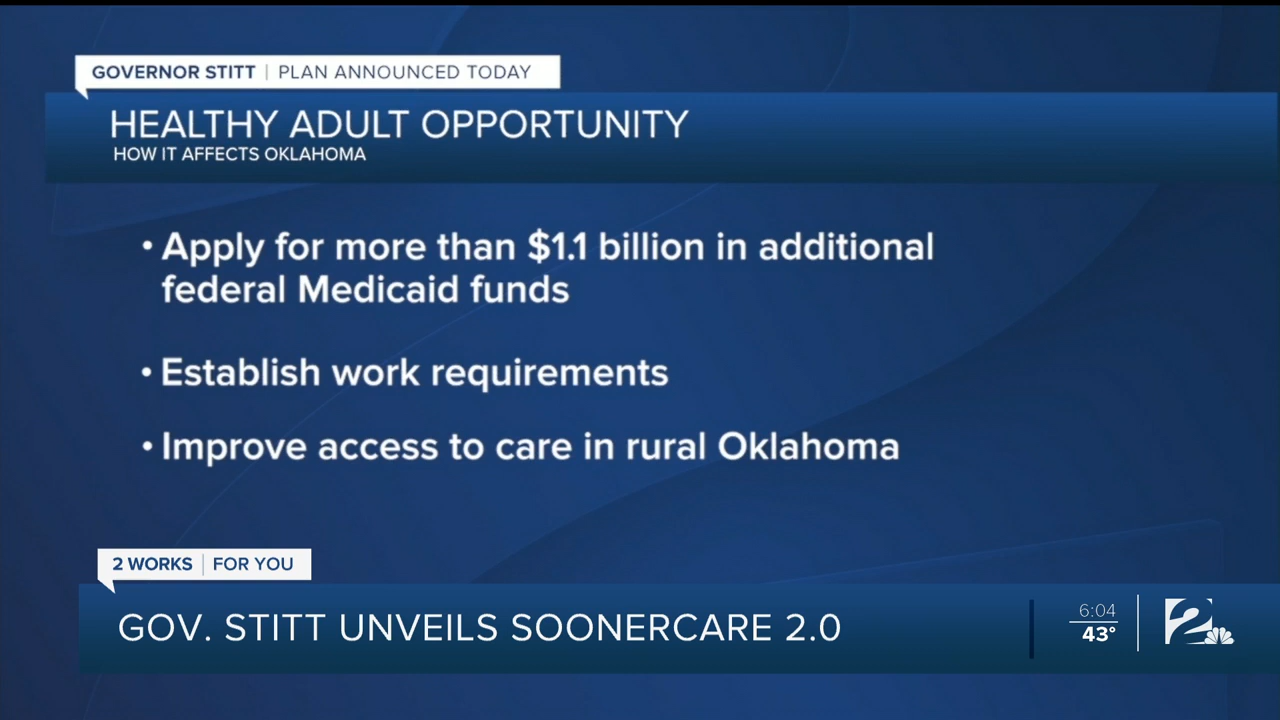 GOVERNOR STITT | PLAN ANNOUNCED TODAY
HEALTHY ADULT OPPORTUNITY
HOW IT AFFECTS OKLAHOMA
• Apply for more than $1.1 billion in additional
federal Medicaid funds
• Establish work requirements
• Improve access to care in rural Oklahoma
2 WORKS | FOR YOU
GOV. STITT UNVEILS SOONERCARE 2.0
6:04
43°
2